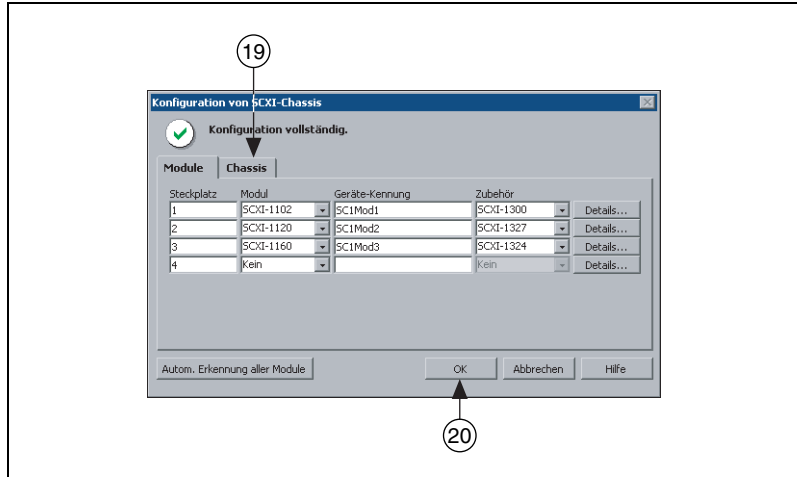 19
Konfiguration von SCXI-Chassis
Konfiguration vollständig.
Module Chassis
Steckplatz Modul Geräte-Kennung Zubehör
1 SCXI-1102 SC1Mod1 SCXI-1300 Details...
2 SCXI-1120 SC1Mod2 SCXI-1327 Details...
3 SCXI-1160 SC1Mod3 SCXI-1324 Details...
4 Kein Kein Details...
Autom. Erkennung aller Module OK Abbrechen Hilfe
20